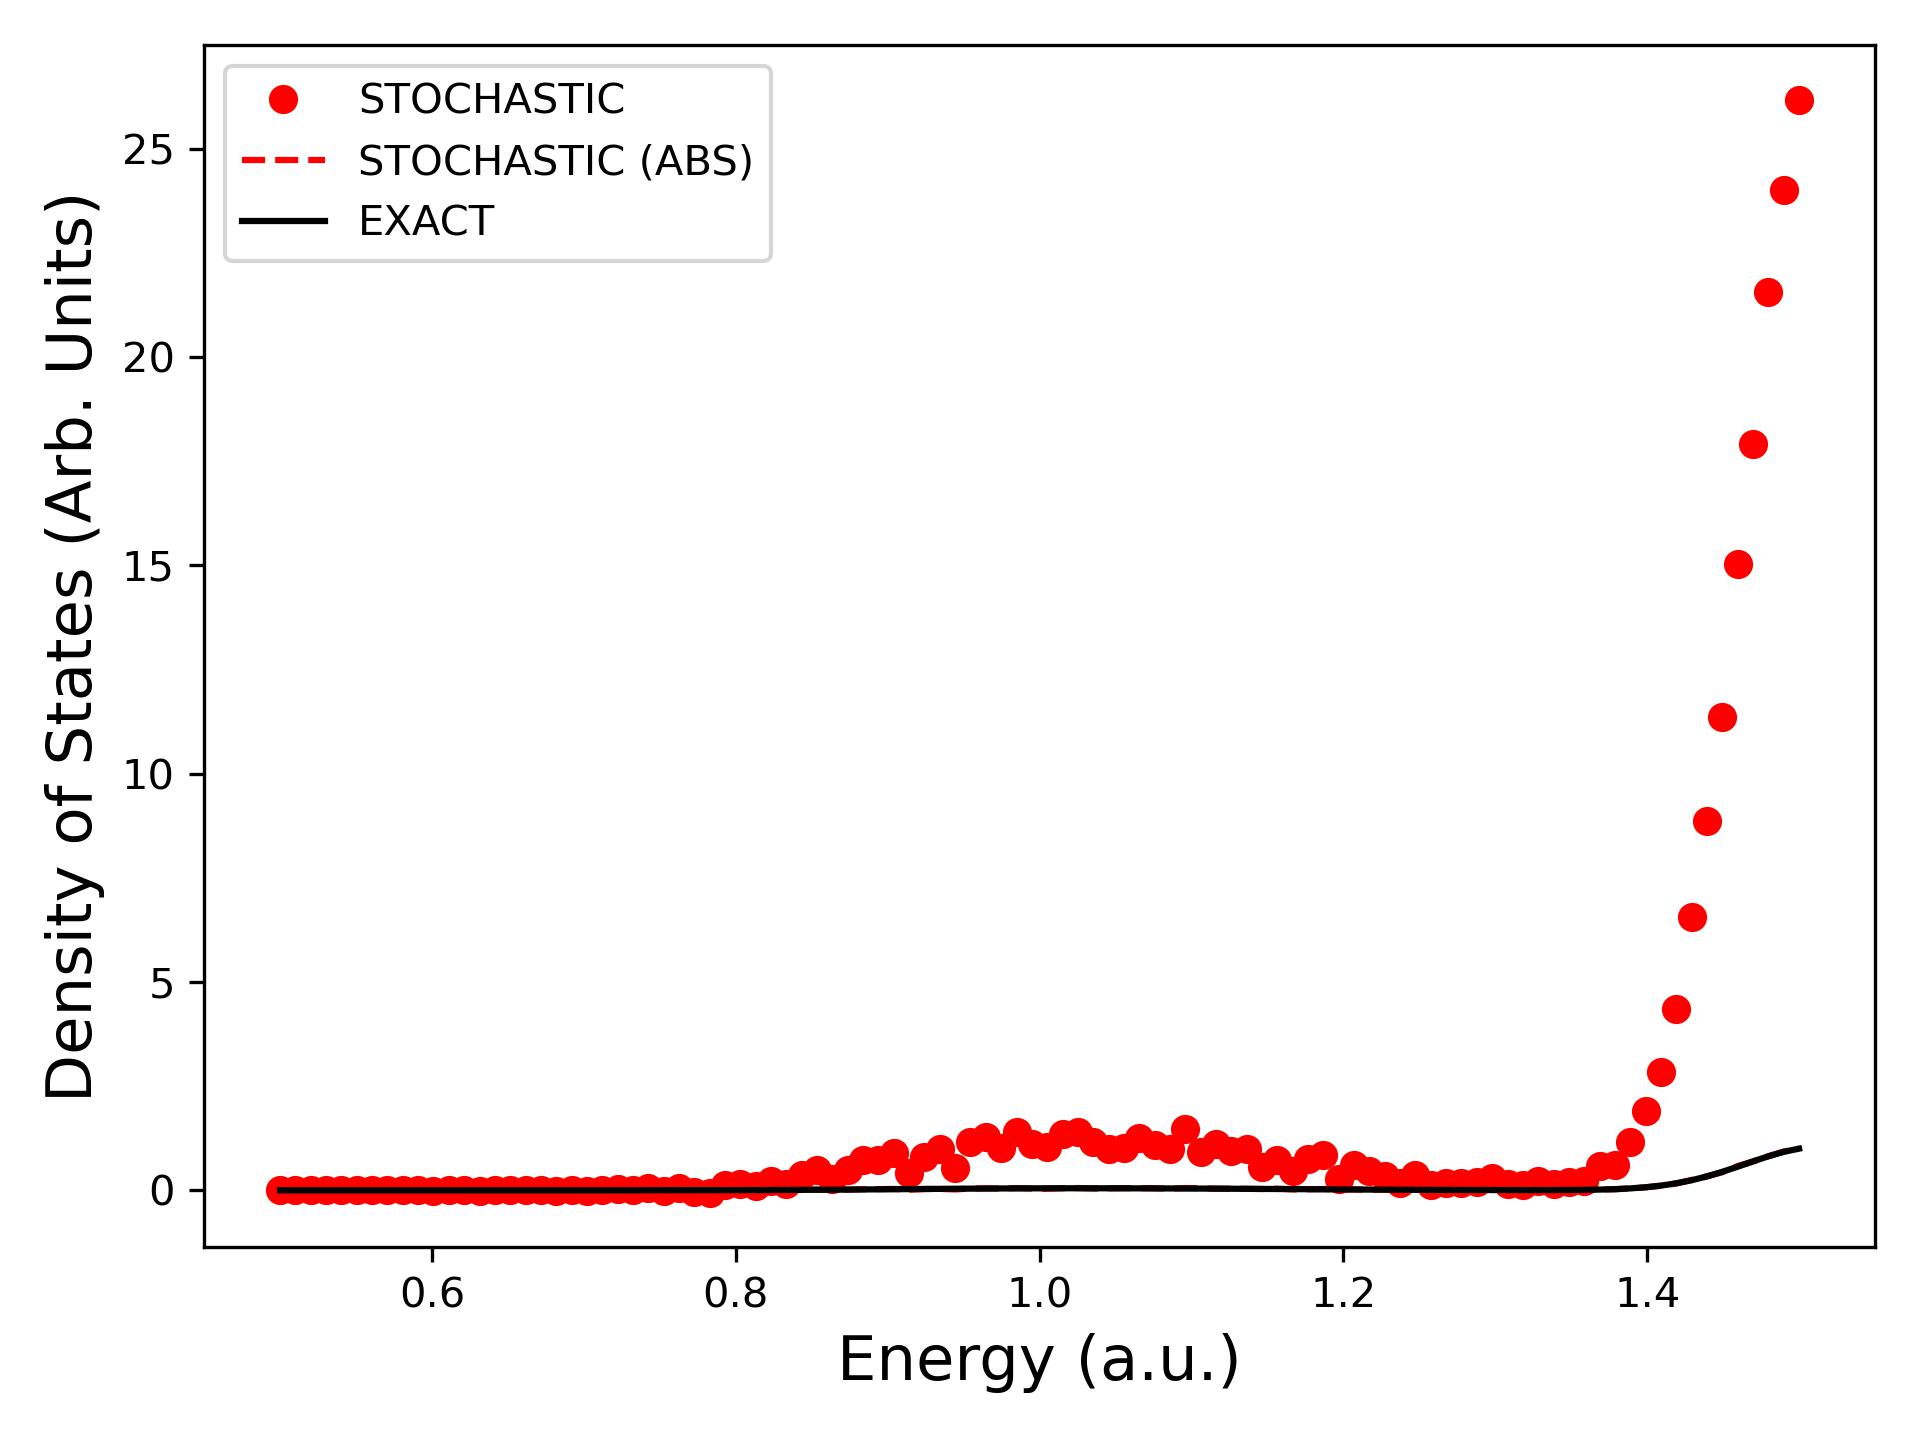 STOCHASTIC
STOCHASTIC (ABS)
EXACT
Density of States (Arb. Units)
25
20
15
10
5
0
0.6 0.8 1.0 1.2 1.4
Energy (a.u.)